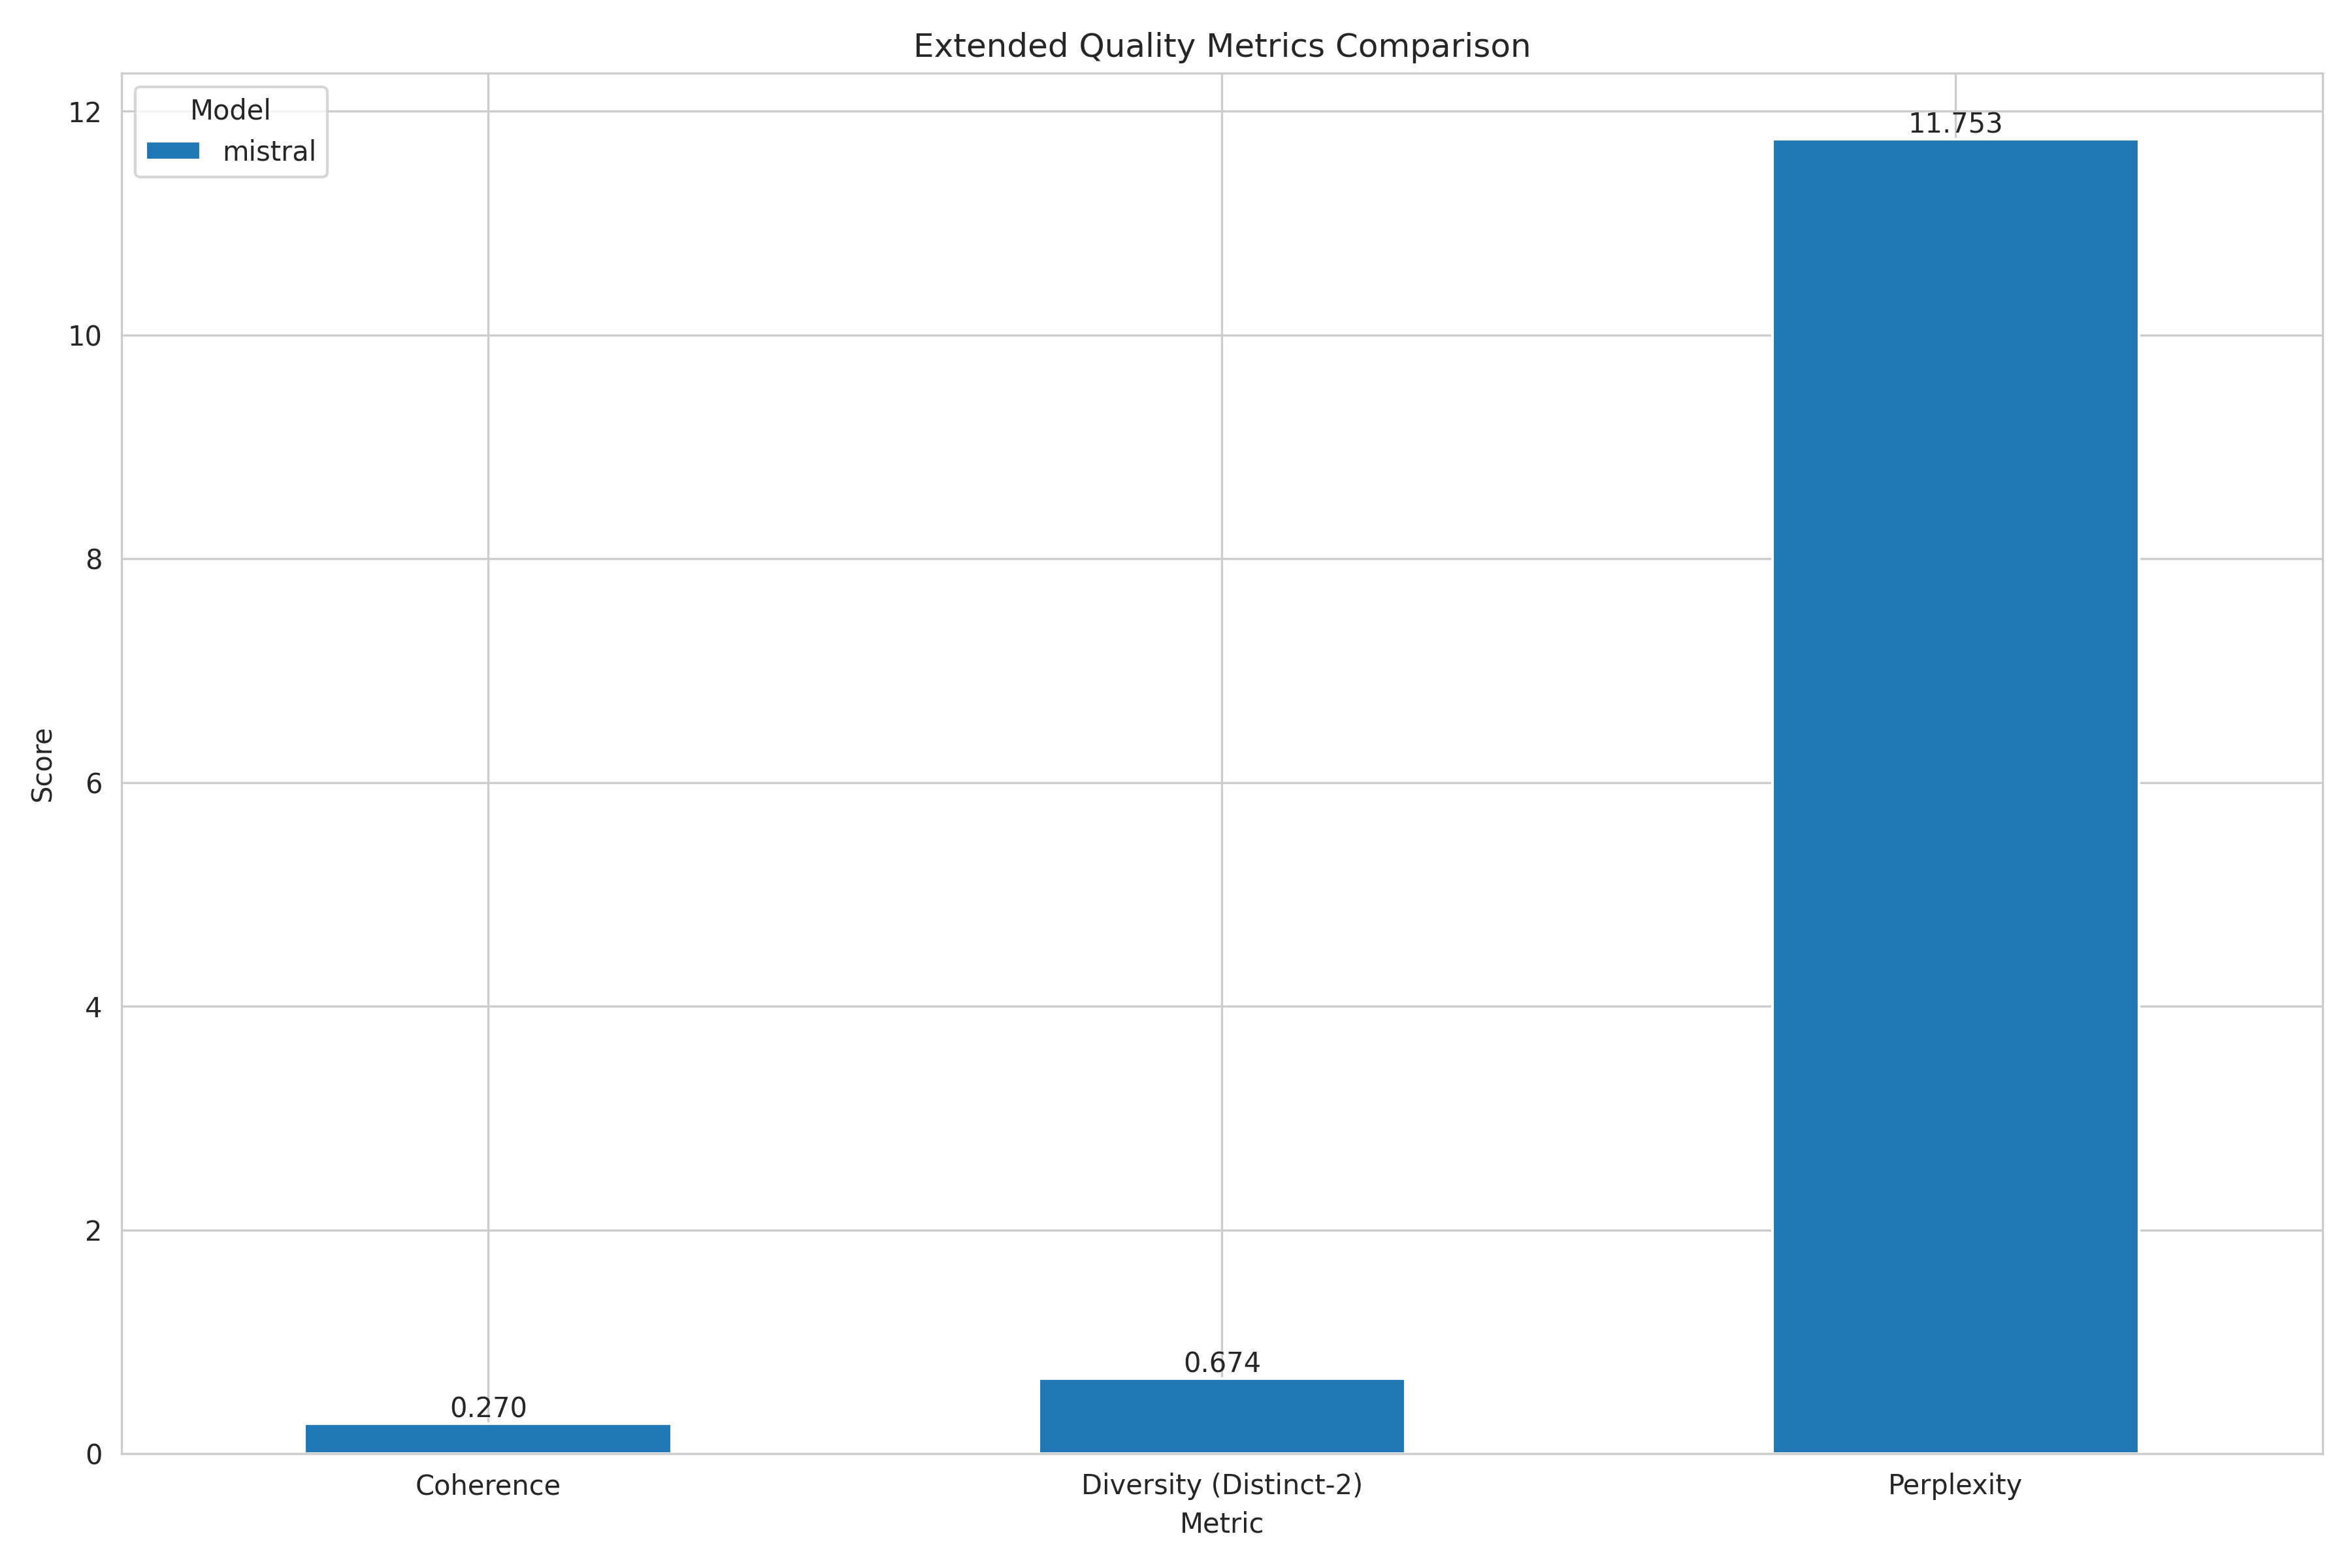 Extended Quality Metrics Comparison
Model
mistral
12
10
8
6
4
2
0
Score
0.270
0.674
11.753
Coherence
Diversity (Distinct-2)
Perplexity
Metric